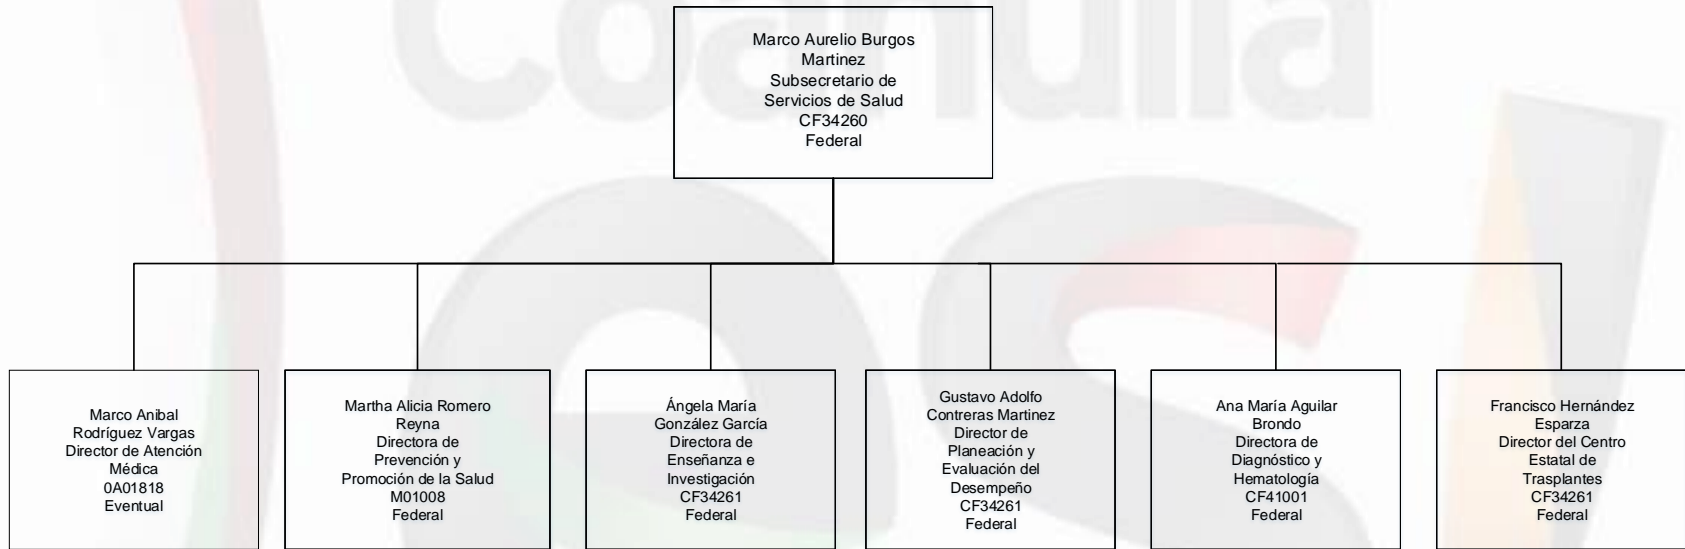 Coahuila
Marco Aurelio Burgos
Martinez
Subsecretario de
Servicios de Salud
CF34260
Federal
Marco Anibal
Rodríguez Vargas
Director de Atención
Médica
0A01818
Eventual
Martha Alicia Romero
Reyna
Directora de
Prevención y
Promoción de la Salud
M01008
Federal
Ángela María
González García
Directora de
Enseñanza e
Investigación
CF34261
Federal
Gustavo Adolfo
Contreras Martinez
Director de
Planeación y
Evaluación del
Desempeño
CF34261
Federal
Ana María Aguilar
Brondo
Directora de
Diagnóstico y
Hematología
CF41001
Federal
Francisco Hernández
Esparza
Director del Centro
Estatal de
Trasplantes
CF34261
Federal